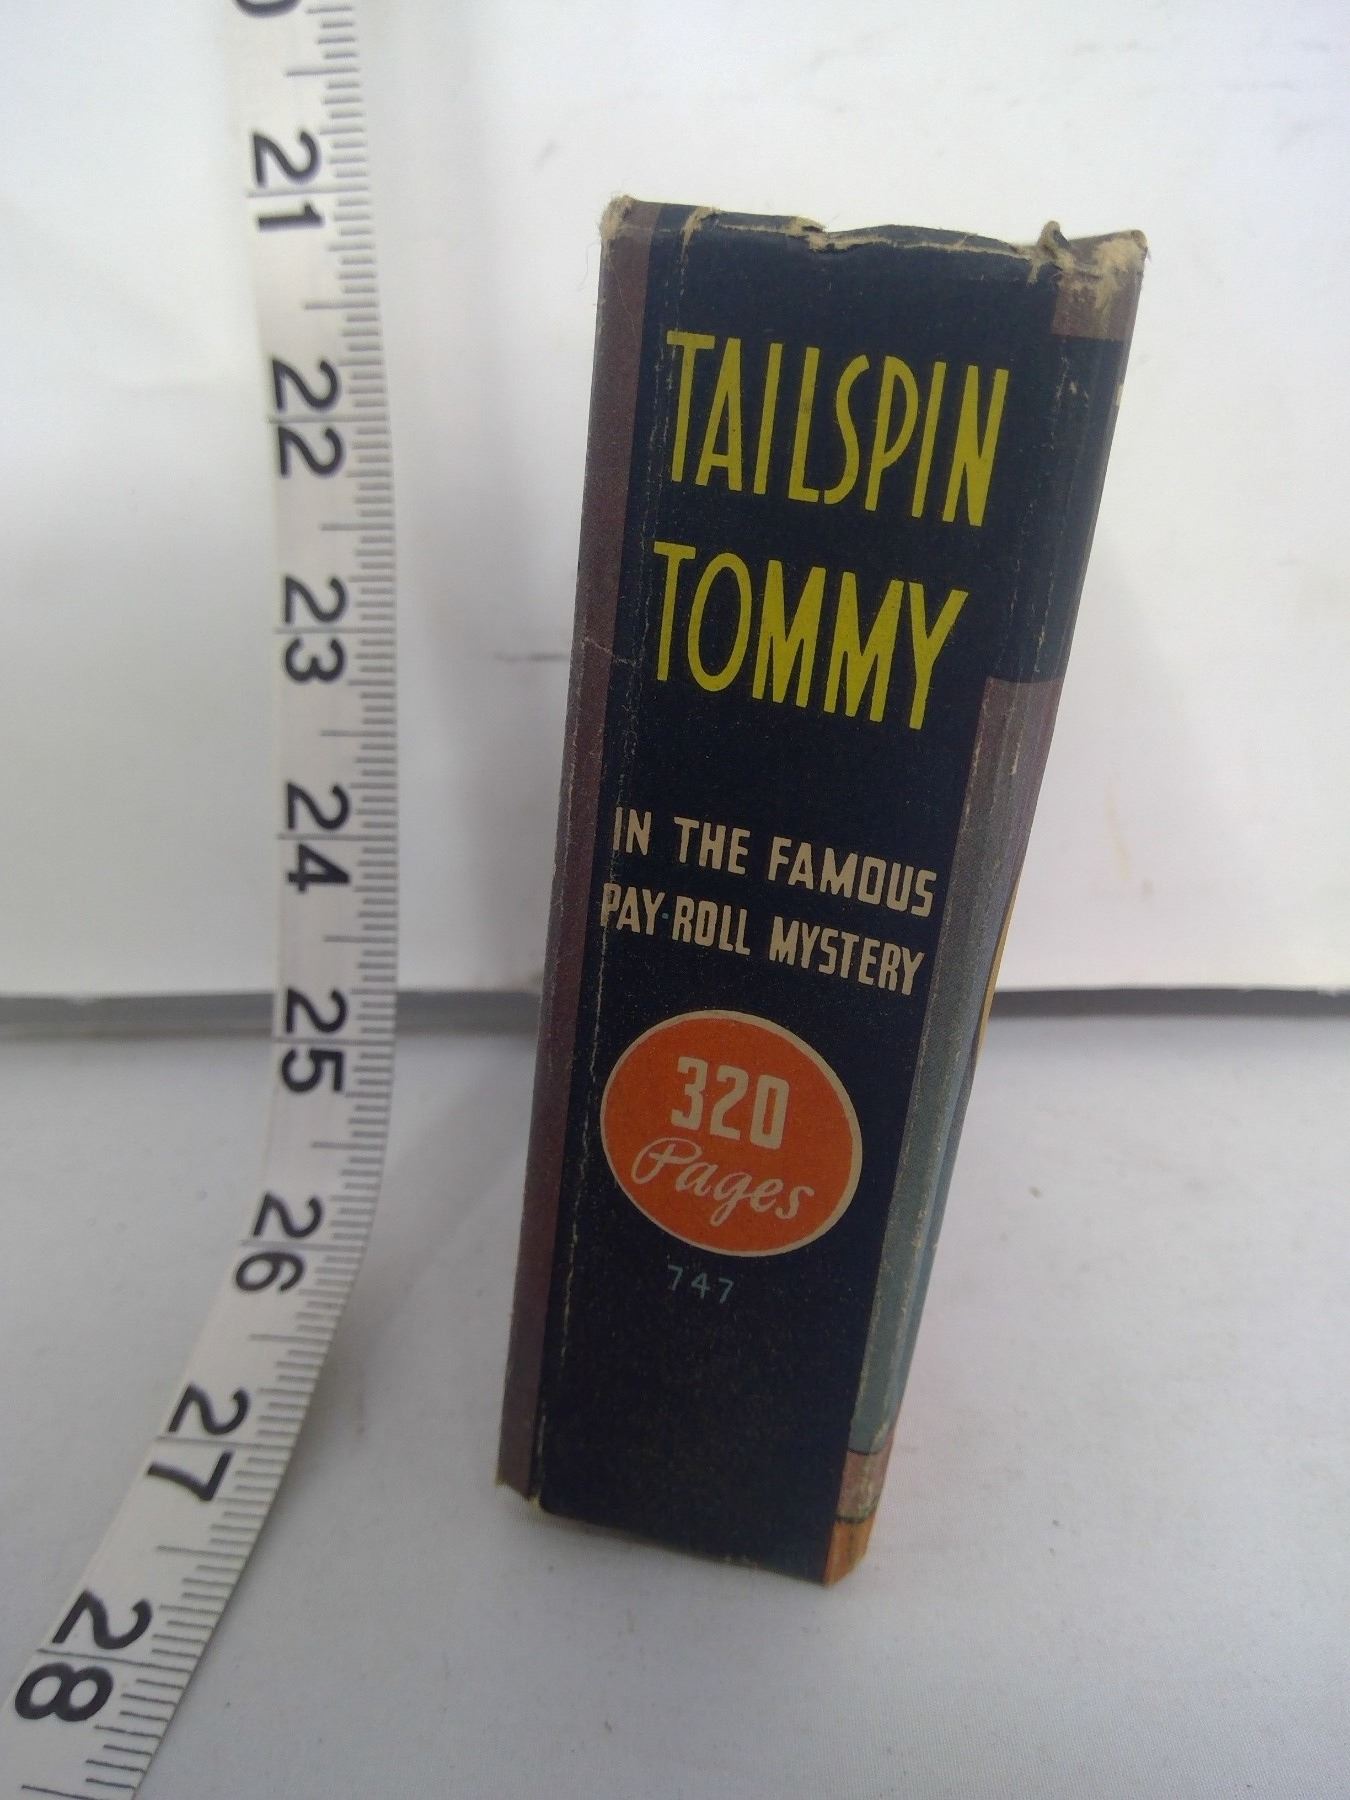 TAILSPIN
TOMMY
IN THE FAMOUS
PAY-ROLL MYSTERY
320
Pages
747
21
22
23
24
25
26
27
28